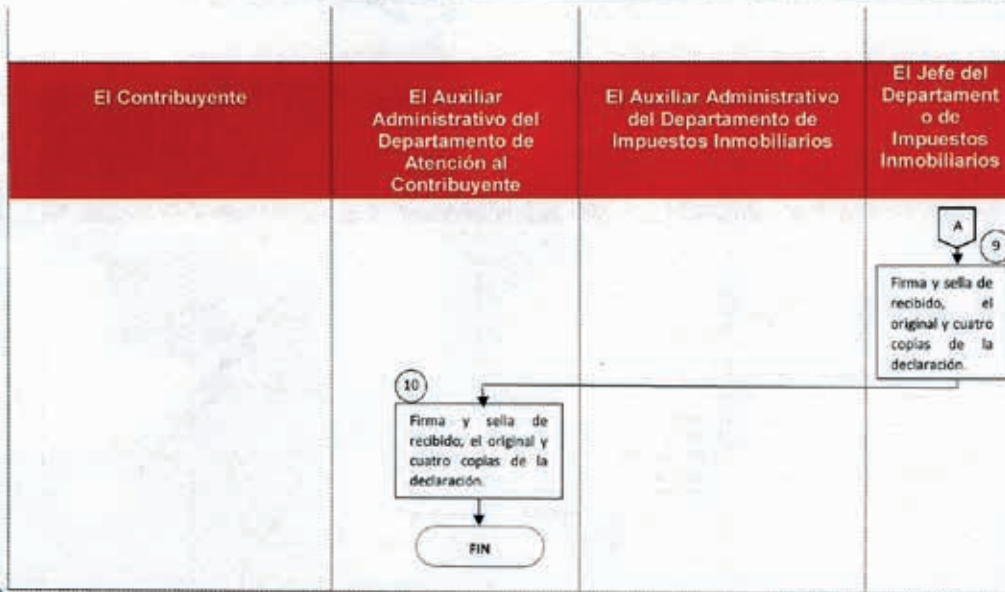 El Contribuyente
El Auxiliar
Administrativo del
Departamento de
Atención al
Contribuyente
El Auxiliar Administrativo
del Departamento de
Impuestos Inmobiliarios
El Jefe del
Departament
o de
Impuestos
Inmobiliarios
A
9
Firma y sella de
recibido, el
original y cuatro
copias de la
declaración.
10
Firma y sella de
recibido, el original y
cuatro copias de la
declaración.
FIN